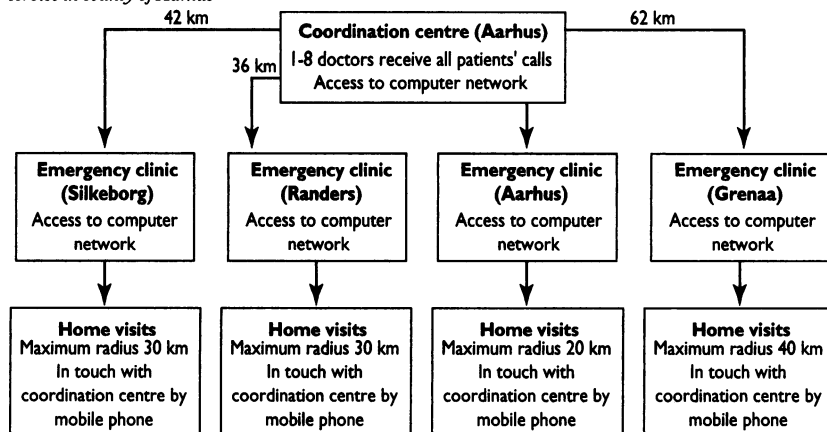 42 km
62 km
Coordination centre (Aarhus)
1-8 doctors receive all patients' calls
Access to computer network
36 km
Emergency clinic
(Silkeborg)
Access to computer
network
Emergency clinic
(Randers)
Access to computer
network
Emergency clinic
(Aarhus)
Access to computer
network
Emergency clinic
(Grenaa)
Access to computer
network
Home visits
Maximum radius 30 km
In touch with
coordination centre by
mobile phone
Home visits
Maximum radius 30 km
In touch with
coordination centre by
mobile phone
Home visits
Maximum radius 20 km
In touch with
coordination centre by
mobile phone
Home visits
Maximum radius 40 km
In touch with
coordination centre by
mobile phone